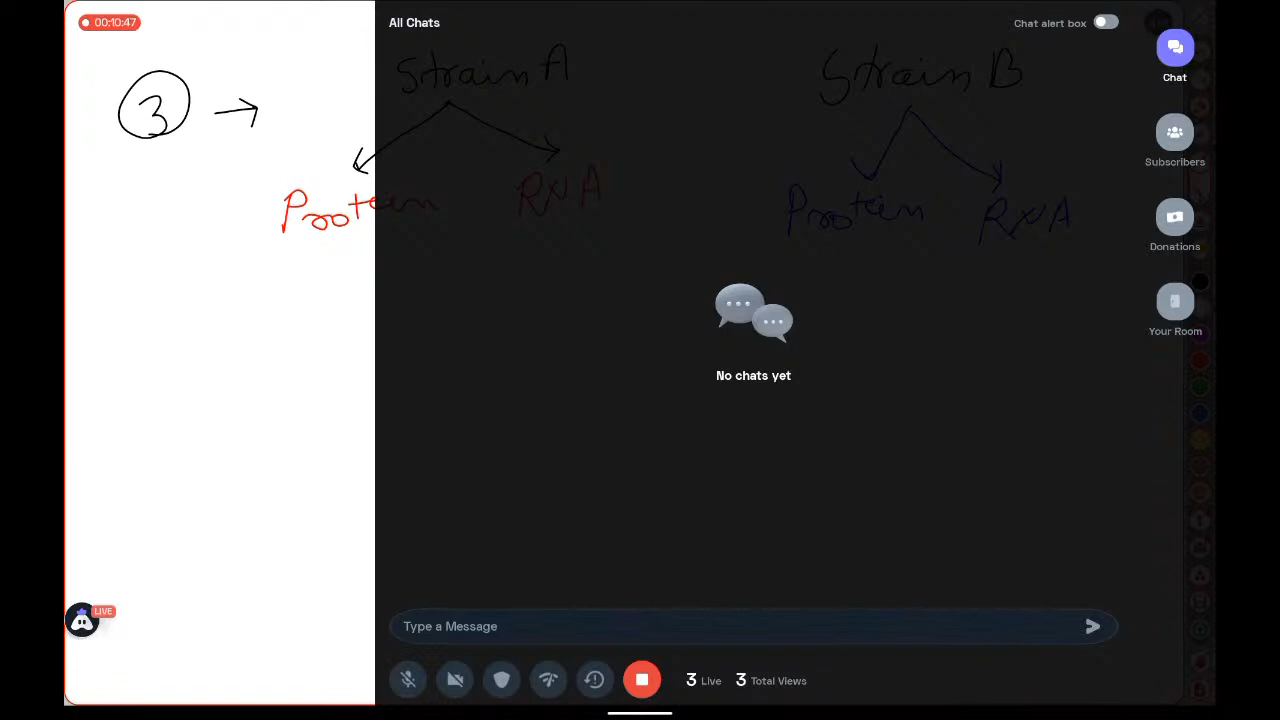 00:10:47
All Chats
Chat alert box
Chat
Strain A
Strain B
3 →
Protein RNA
Protein RNA
Subscribers
Donations
Your Room
No chats yet
LIVE
Type a Message
3 Live 3 Total Views